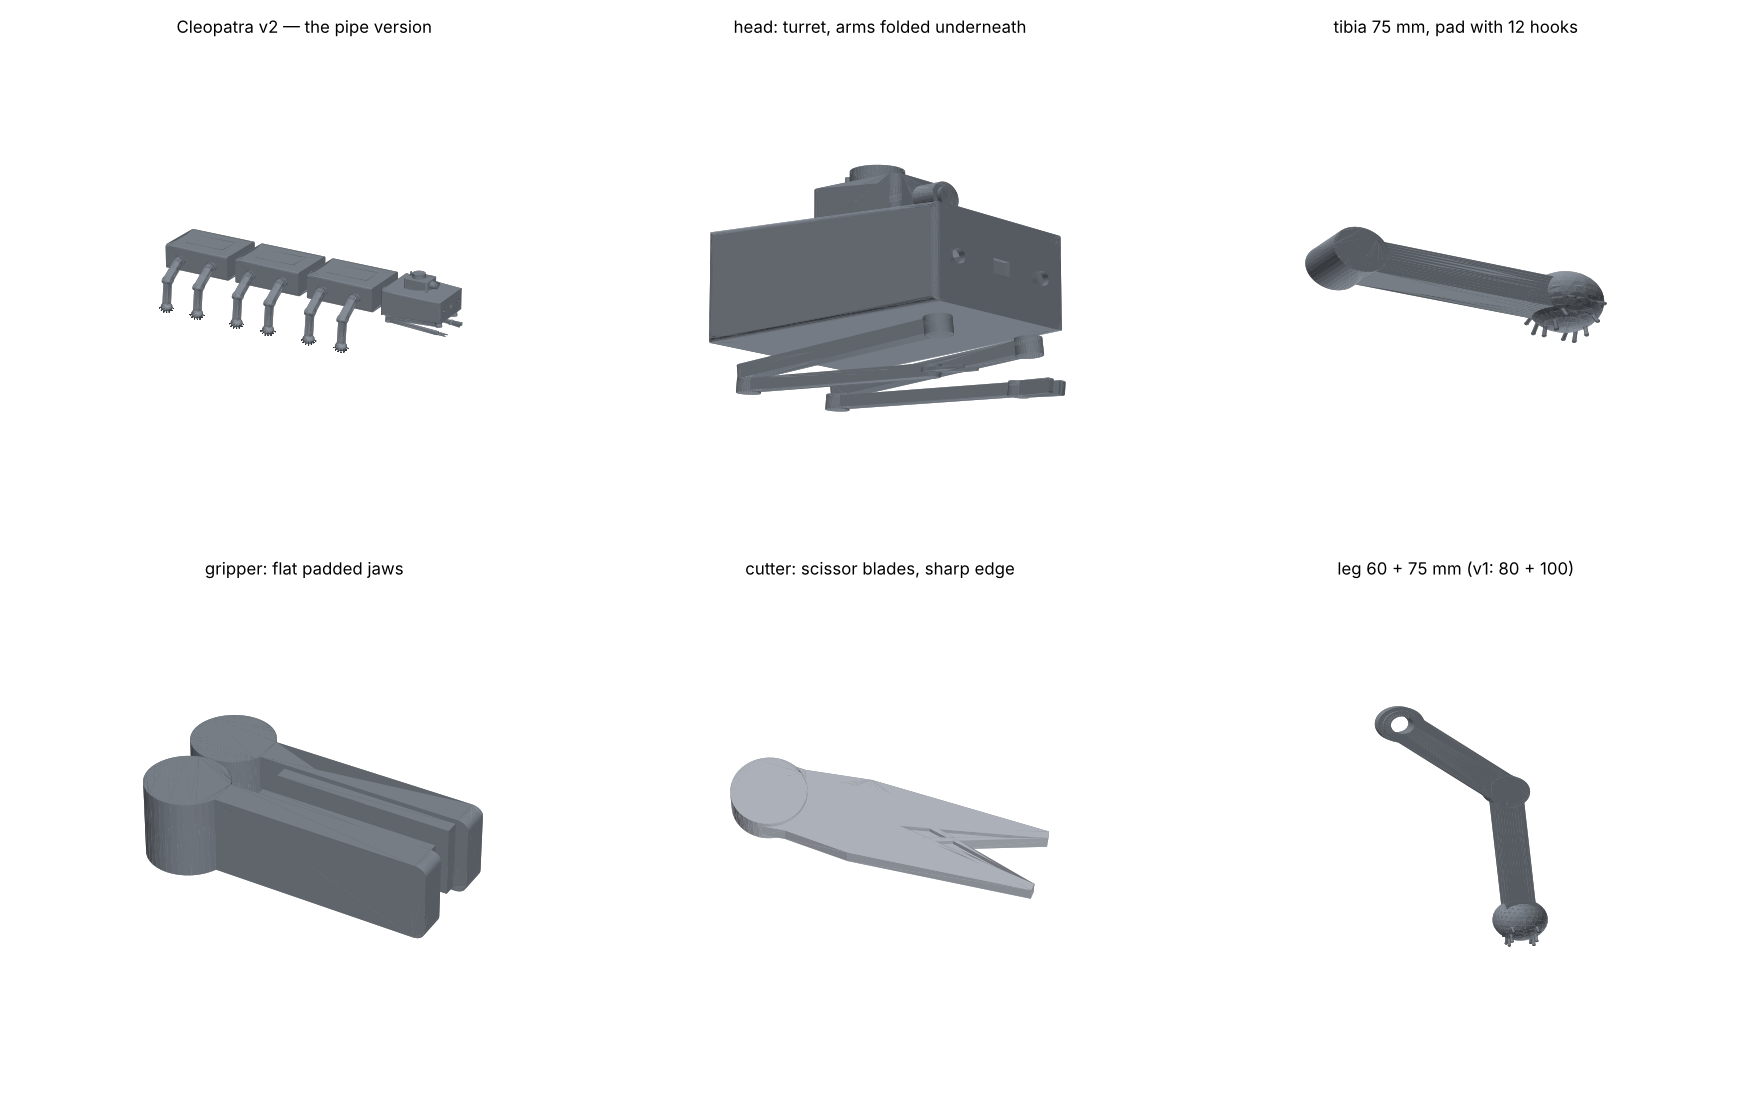 Cleopatra v2 — the pipe version
head: turret, arms folded underneath
tibia 75 mm, pad with 12 hooks
gripper: flat padded jaws
cutter: scissor blades, sharp edge
leg 60 + 75 mm (v1: 80 + 100)